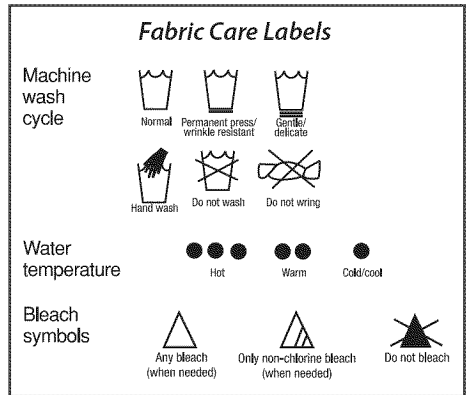 Fabric Care Labels
Machine
wash
cycle
Normal
Permanent press/
wrinkle resistant
Gentle/
delicate
Hand wash
Do not wash
Do not wring
Water
temperature
Hot
Warm
Cold/cool
Bleach
symbols
Any bleach
(when needed)
Only non-chlorine bleach
(when needed)
Do not bleach